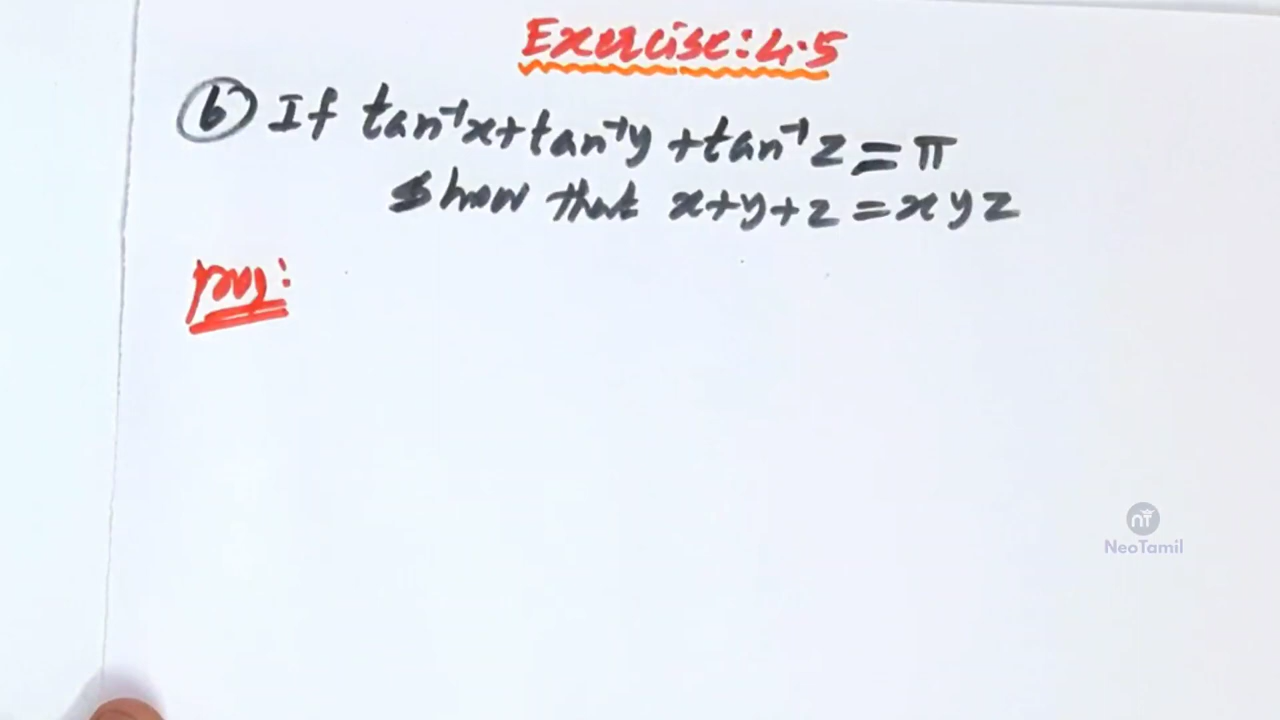 Exercise: 4.5
⑥ If tan⁻¹x+tan⁻¹y+tan⁻¹z=π
show that x+y+z=xyz
NeoTamil